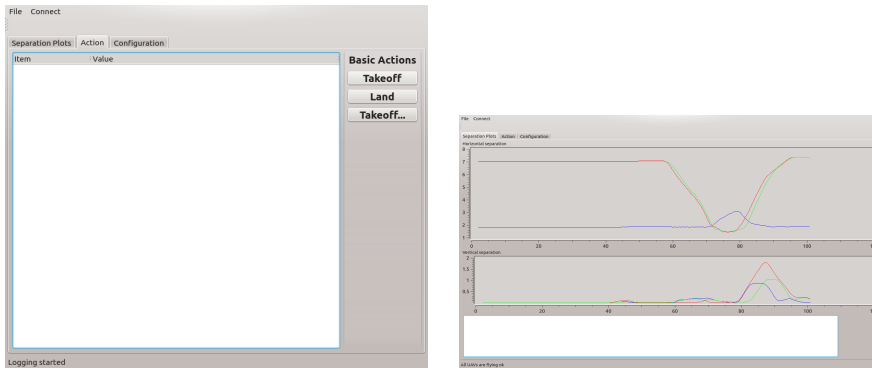 File Connect
Separation Plots Action Configuration
Item Value
Basic Actions
Takeoff
Land
Takeoff...
Logging started
File Connect
Separation Plots Action Configuration
Horizontal separation
8
7
6
5
4
3
2
1
0 20 40 60 80 100
Vertical separation
2
1.5
1
0.5
0 20 40 60 80 100
All UAVs are flying ok